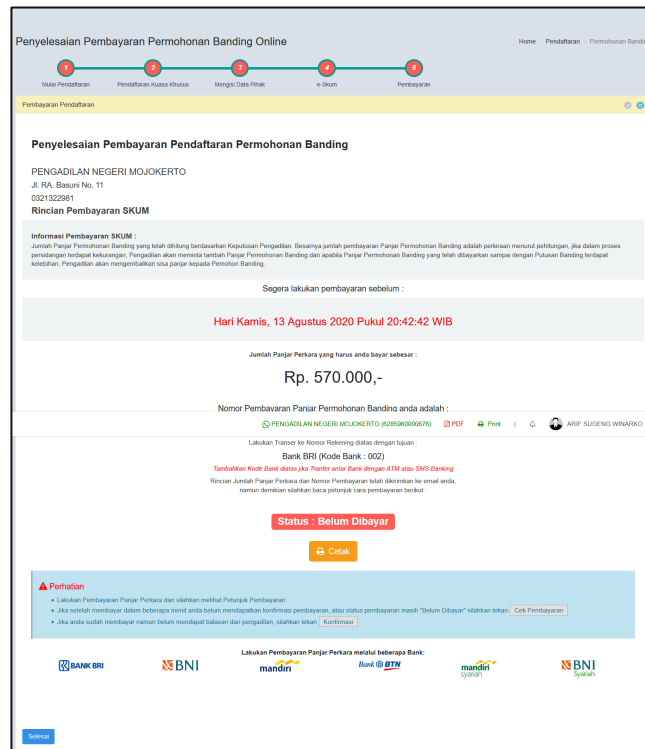 Penyelesaian Pembayaran Permohonan Banding Online
Home Pendaftaran Permohonan Bandin
1 2 3 4 5
Mulai Pendaftaran Pendaftaran Kuasa Khusus Mengisi Data Pihak e-Skum Pembayaran
Pembayaran Pendaftaran
Penyelesaian Pembayaran Pendaftaran Permohonan Banding
PENGADILAN NEGERI MOJOKERTO
Jl. RA. Basuni No. 11
0321322981
Rincian Pembayaran SKUM
Informasi Pembayaran SKUM :
Jumlah Panjar Permohonan Banding yang telah dihitung berdasarkan Keputusan Pengadilan. Besarnya jumlah pembayaran Panjar Permohonan Banding adalah perkiraan menurut pehitungan, jika dalam proses
persidangan terdapat kekurangan, Pengadilan akan meminta tambah Panjar Permohonan Banding dan apabila Panjar Permohonan Banding yang telah dibayarkan sampai dengan Putusan Banding terdapat
kelebihan, Pengadilan akan mengembalikan sisa panjar kepada Pemohon Banding.
Segera lakukan pembayaran sebelum :
Hari Kamis, 13 Agustus 2020 Pukul 20:42:42 WIB
Jumlah Panjar Perkara yang harus anda bayar sebesar :
Rp. 570.000,-
Nomor Pembayaran Panjar Permohonan Banding anda adalah :
PENGADILAN NEGERI MOJOKERTO (6285960000676) PDF Print | ARIF SUGENG WINARKO
Lakukan Transer ke Nomor Rekening diatas dengan tujuan :
Bank BRI (Kode Bank : 002)
Tambahkan Kode Bank diatas jika Tranfer antar Bank dengan ATM atau SMS Banking
Rincian Jumlah Panjar Perkara dan Nomor Pembayaran telah dikirimkan ke email anda,
namun demikian silahkan baca petunjuk cara pembayaran berikut :
Status : Belum Dibayar
Cetak
Perhatian
• Lakukan Pembayaran Panjar Perkara dan silahkan melihat Petunjuk Pembayaran
• Jika setelah membayar dalam beberapa menit anda belum mendapatkan konfirmasi pembayaran, atau status pembayaran masih "Belum Dibayar" silahkan tekan Cek Pembayaran
• Jika anda sudah membayar namun belum mendapat balasan dari pengadilan, silahkan tekan Konfirmasi
Lakukan Pembayaran Panjar Perkara melalui beberapa Bank:
BANK BRI BNI mandiri Bank BTN mandiri syariah BNI Syariah
Selesai